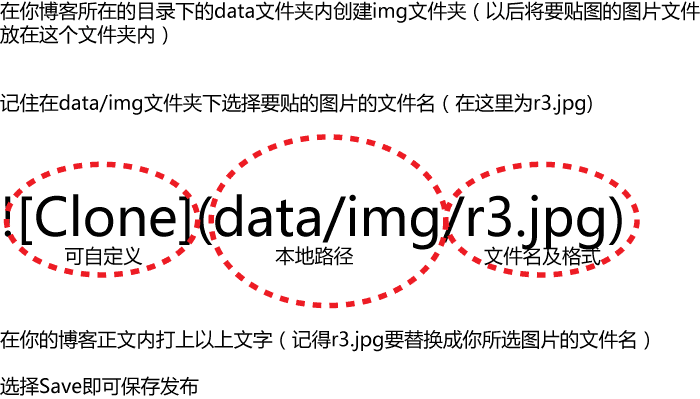 在你博客所在的目录下的data文件夹内创建img文件夹（以后将要贴图的图片文件
放在这个文件夹内）
记住在data/img文件夹下选择要贴的图片的文件名（在这里为r3.jpg)
![Clone](data/img/r3.jpg)
可自定义 本地路径 文件名及格式
在你的博客正文内打上以上文字（记得r3.jpg要替换成你所选图片的文件名）
选择Save即可保存发布